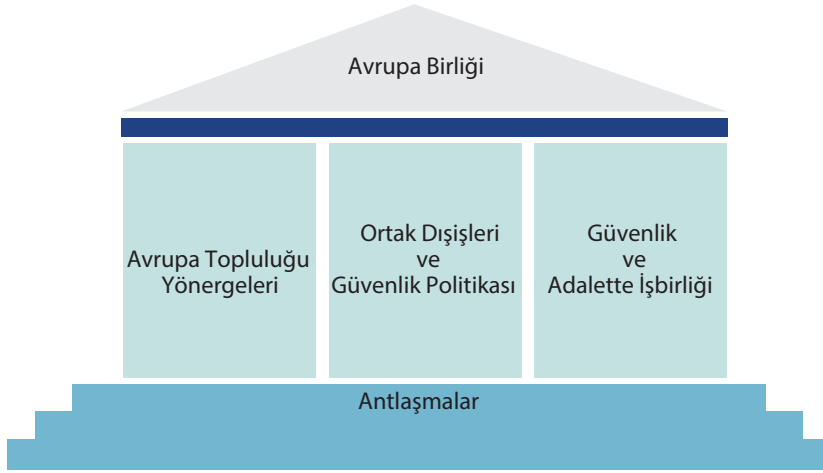 Avrupa Birliği
Avrupa Topluluğu
Yönergeleri
Ortak Dışişleri
ve
Güvenlik Politikası
Güvenlik
ve
Adalette İşbirliği
Antlaşmalar